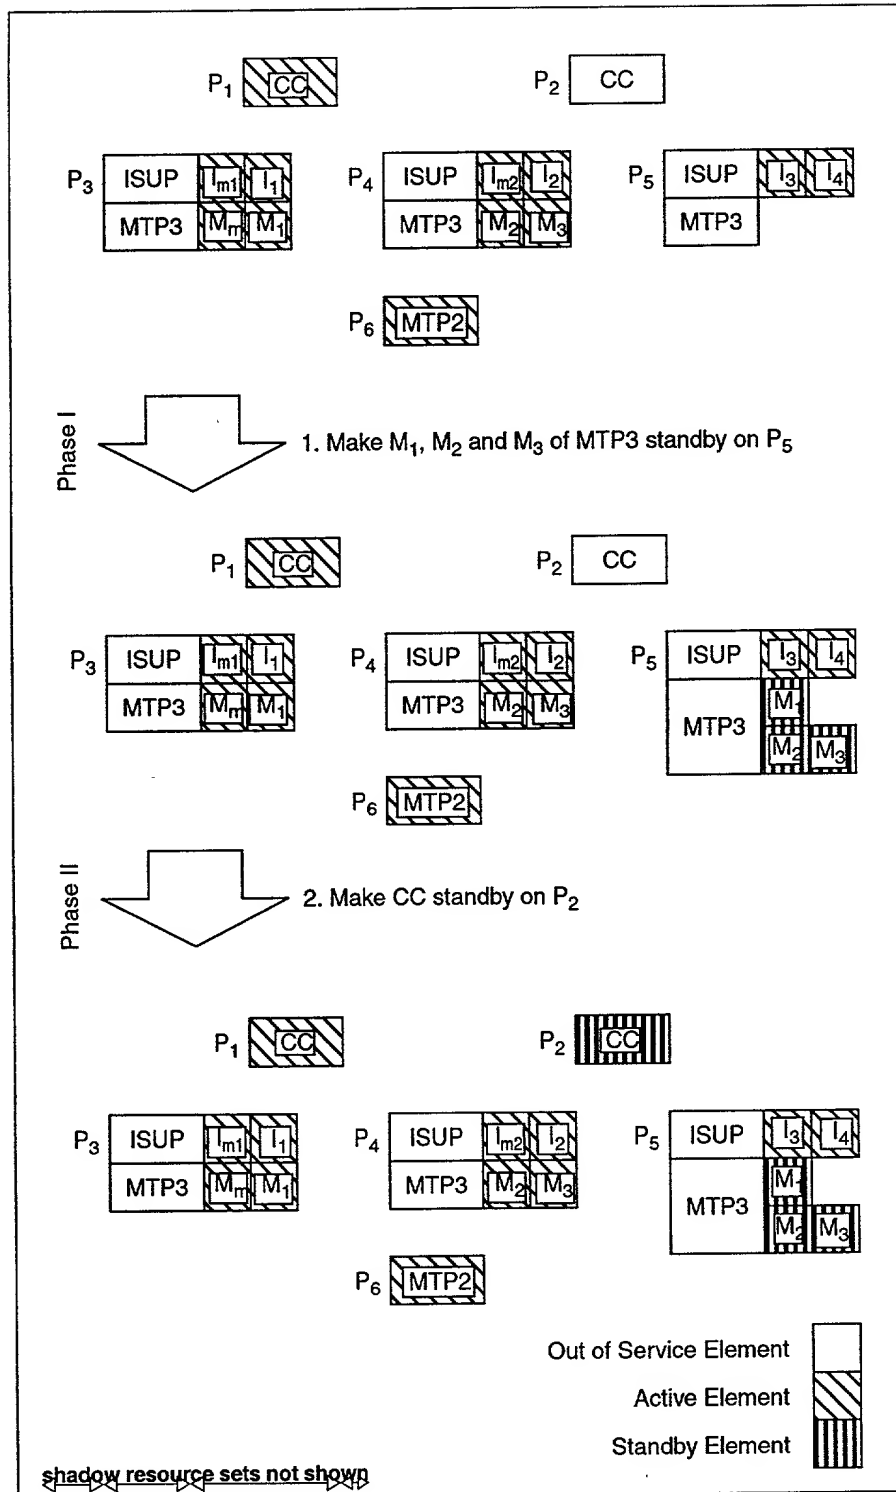 P1 CC P2 CC
P3 ISUP Im1 I1 P4 ISUP Im2 I2 P5 ISUP I3 I4
MTP3 Mm M1 MTP3 M2 M3 MTP3
P6 MTP2
Phase I
1. Make M1, M2 and M3 of MTP3 standby on P5
P1 CC P2 CC
P3 ISUP Im1 I1 P4 ISUP Im2 I2 P5 ISUP I3 I4
MTP3 Mm M1 MTP3 M2 M3 MTP3 M1
M2 M3
P6 MTP2
Phase II
2. Make CC standby on P2
P1 CC P2 CC
P3 ISUP Im1 I1 P4 ISUP Im2 I2 P5 ISUP I3 I4
MTP3 Mm M1 MTP3 M2 M3 MTP3 M1
M2 M3
P6 MTP2
Out of Service Element
Active Element
Standby Element
shadow resource sets not shown